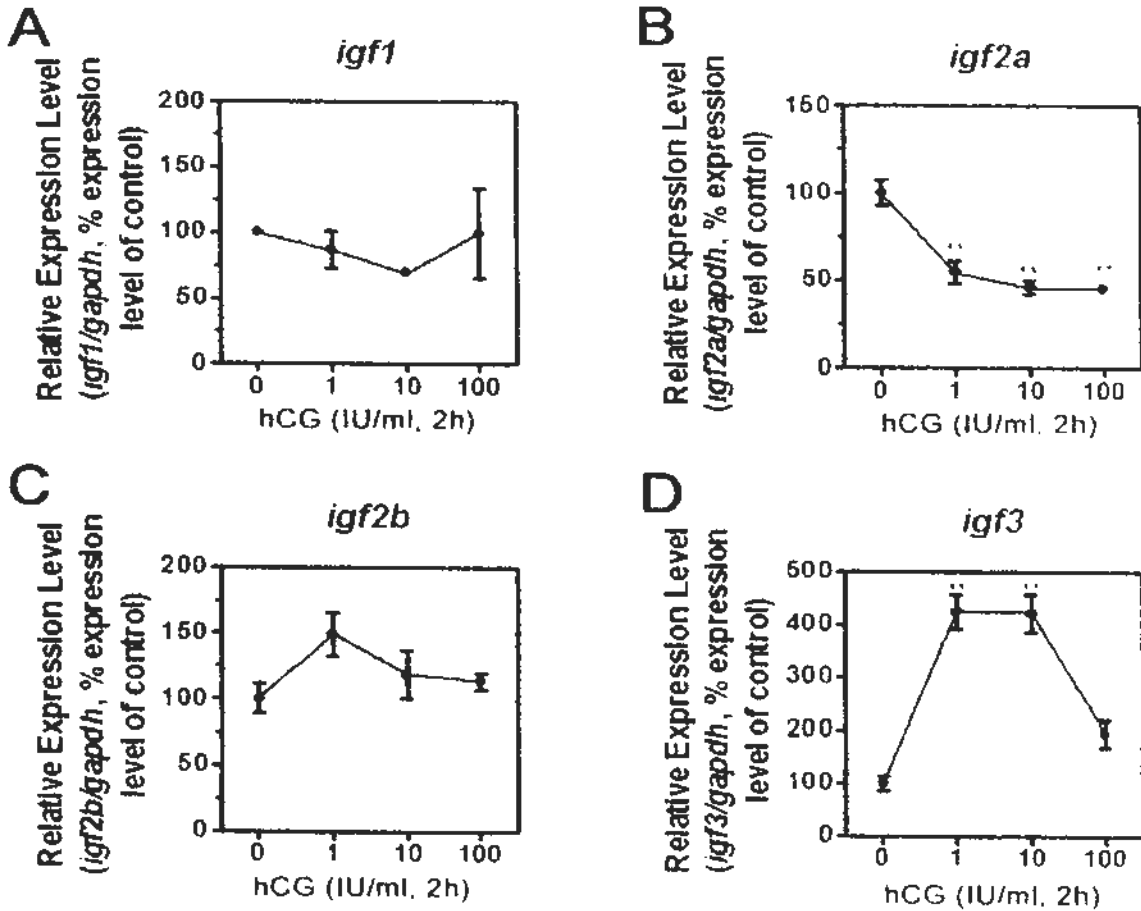 A
igf1
Relative Expression Level
(igf1/gapdh, % expression
level of control)
200
150
100
50
0
0 1 10 100
hCG (IU/ml, 2h)
B
igf2a
Relative Expression Level
(igf2a/gapdh, % expression
level of control)
150
100
50
0
0 1 10 100
hCG (IU/ml, 2h)
C
igf2b
Relative Expression Level
(igf2b/gapdh, % expression
level of control)
200
150
100
50
0
0 1 10 100
hCG (IU/ml, 2h)
D
igf3
Relative Expression Level
(igf3/gapdh, % expression
level of control)
500
400
300
200
100
0
0 1 10 100
hCG (IU/ml, 2h)